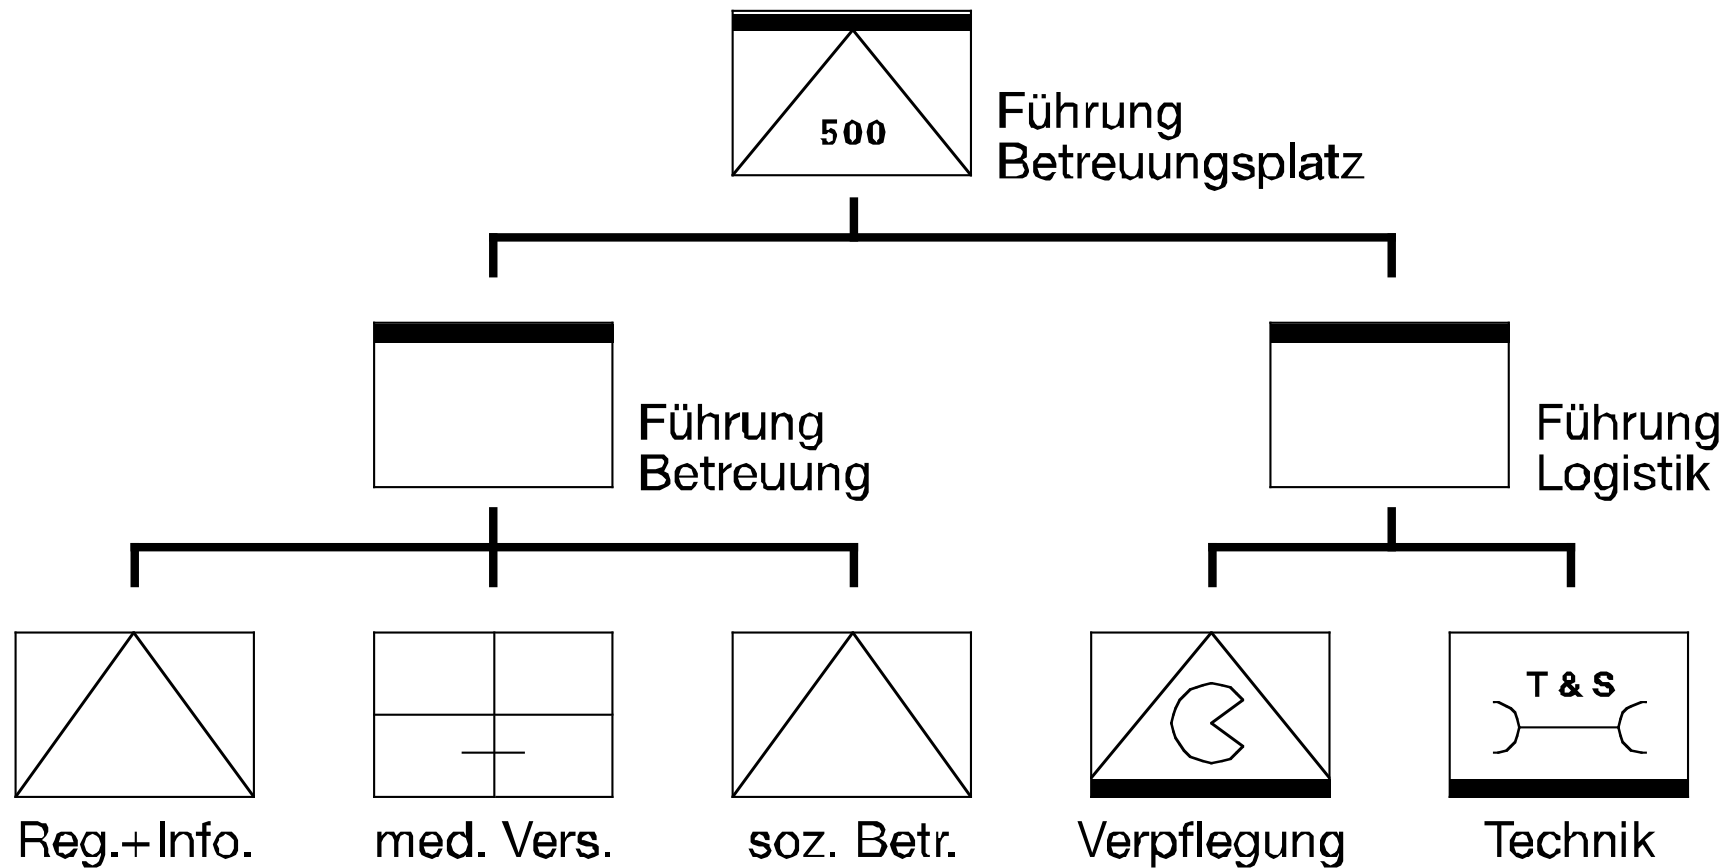 500
Führung
Betreuungsplatz
Führung
Betreuung
Führung
Logistik
T & S
Reg.+Info.
med. Vers.
soz. Betr.
Verpflegung
Technik